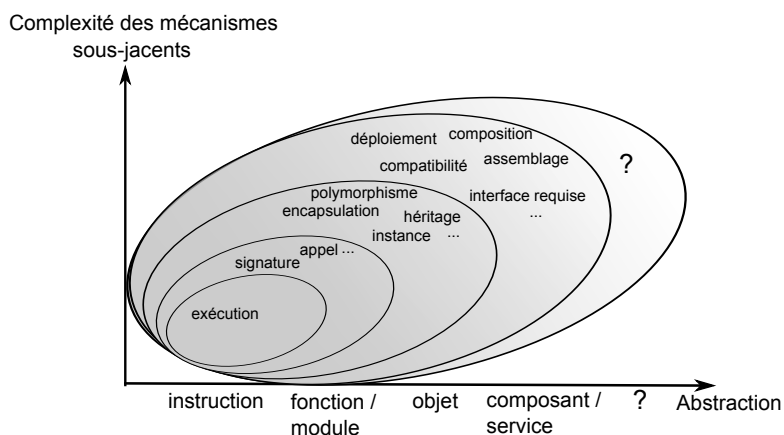 Complexité des mécanismes
sous-jacents
déploiement composition
compatibilité assemblage
?
polymorphisme interface requise
encapsulation héritage ...
instance ...
appel ...
signature
exécution
instruction fonction / objet composant / ? Abstraction
module service